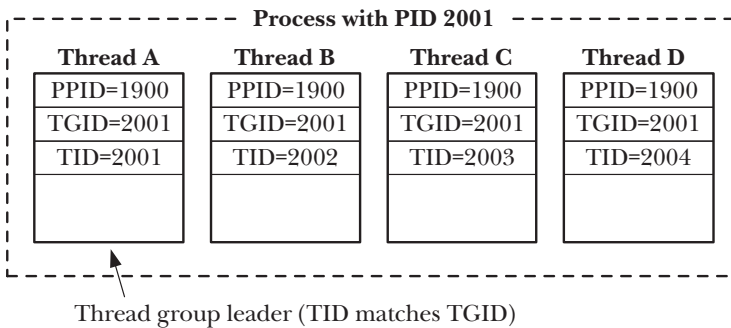 Process with PID 2001
Thread A Thread B Thread C Thread D
PPID=1900 PPID=1900 PPID=1900 PPID=1900
TGID=2001 TGID=2001 TGID=2001 TGID=2001
TID=2001 TID=2002 TID=2003 TID=2004
Thread group leader (TID matches TGID)